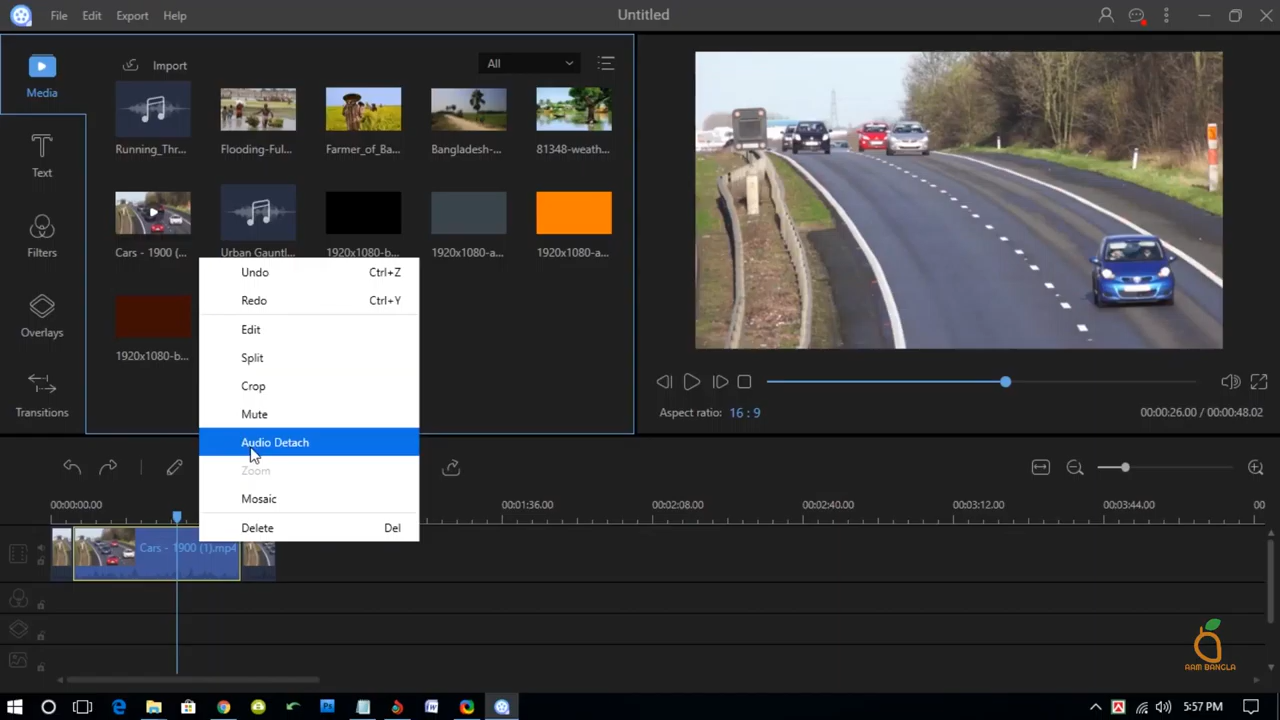 File Edit Export Help
Untitled
Media
Import
All
Running_Thr...
Flooding-Ful...
Farmer_of_Ba...
Bangladesh-...
81348-weath...
Text
Cars - 1900 (...
Urban Gauntl...
1920x1080-b...
1920x1080-a...
1920x1080-a...
Filters
Overlays
1920x1080-b...
Transitions
Undo Ctrl+Z
Redo Ctrl+Y
Edit
Split
Crop
Mute
Audio Detach
Zoom
Mosaic
Delete Del
Aspect ratio: 16 : 9
00:00:26.00 / 00:00:48.02
00:00:00.00
00:01:36.00
00:02:08.00
00:02:40.00
00:03:12.00
00:03:44.00
00
Cars - 1900 (1).mp4
AAM BANGLA
5:57 PM